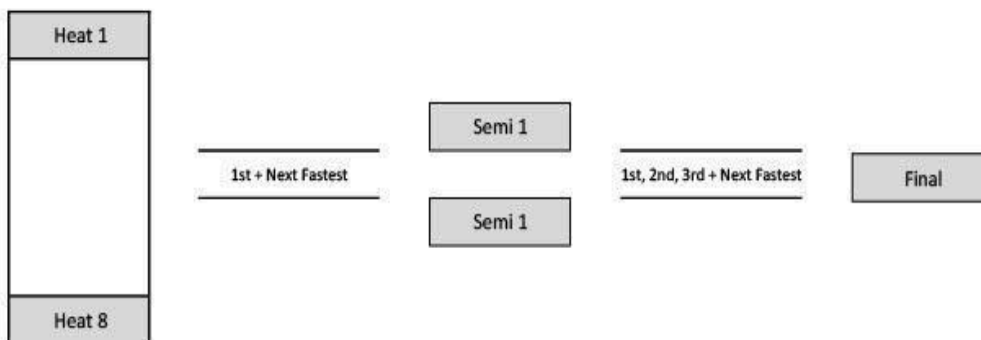 Heat 1
Heat 8
1st + Next Fastest
Semi 1
Semi 1
1st, 2nd, 3rd + Next Fastest
Final